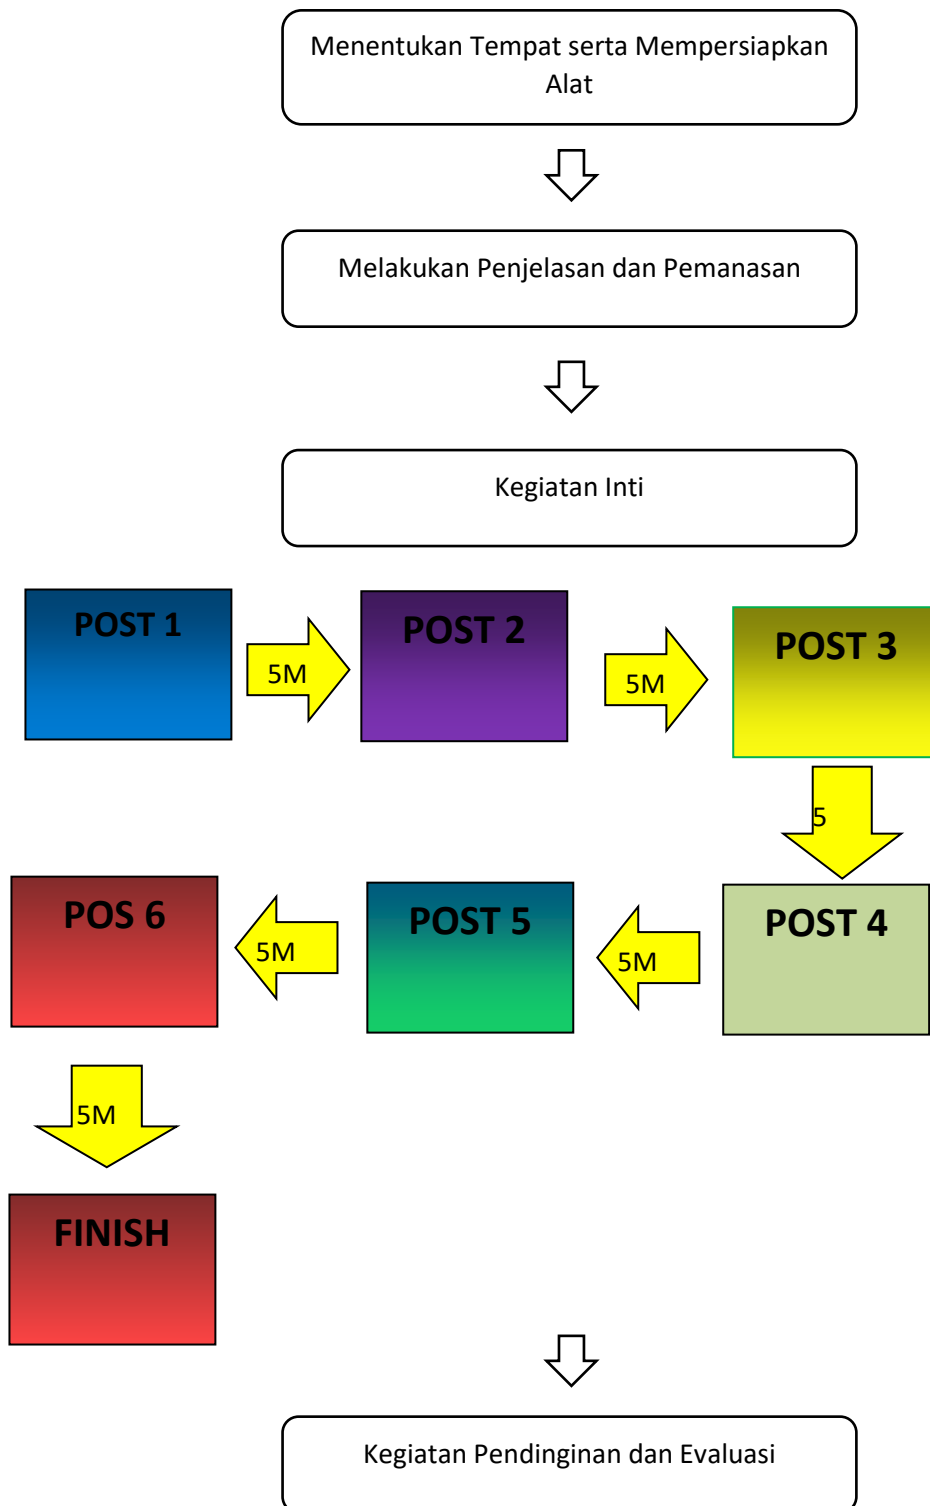 Menentukan Tempat serta Mempersiapkan
Alat
Melakukan Penjelasan dan Pemanasan
Kegiatan Inti
POST 1
5M
POST 2
5M
POST 3
5
POS 6
5M
POST 5
5M
POST 4
5M
FINISH
Kegiatan Pendinginan dan Evaluasi